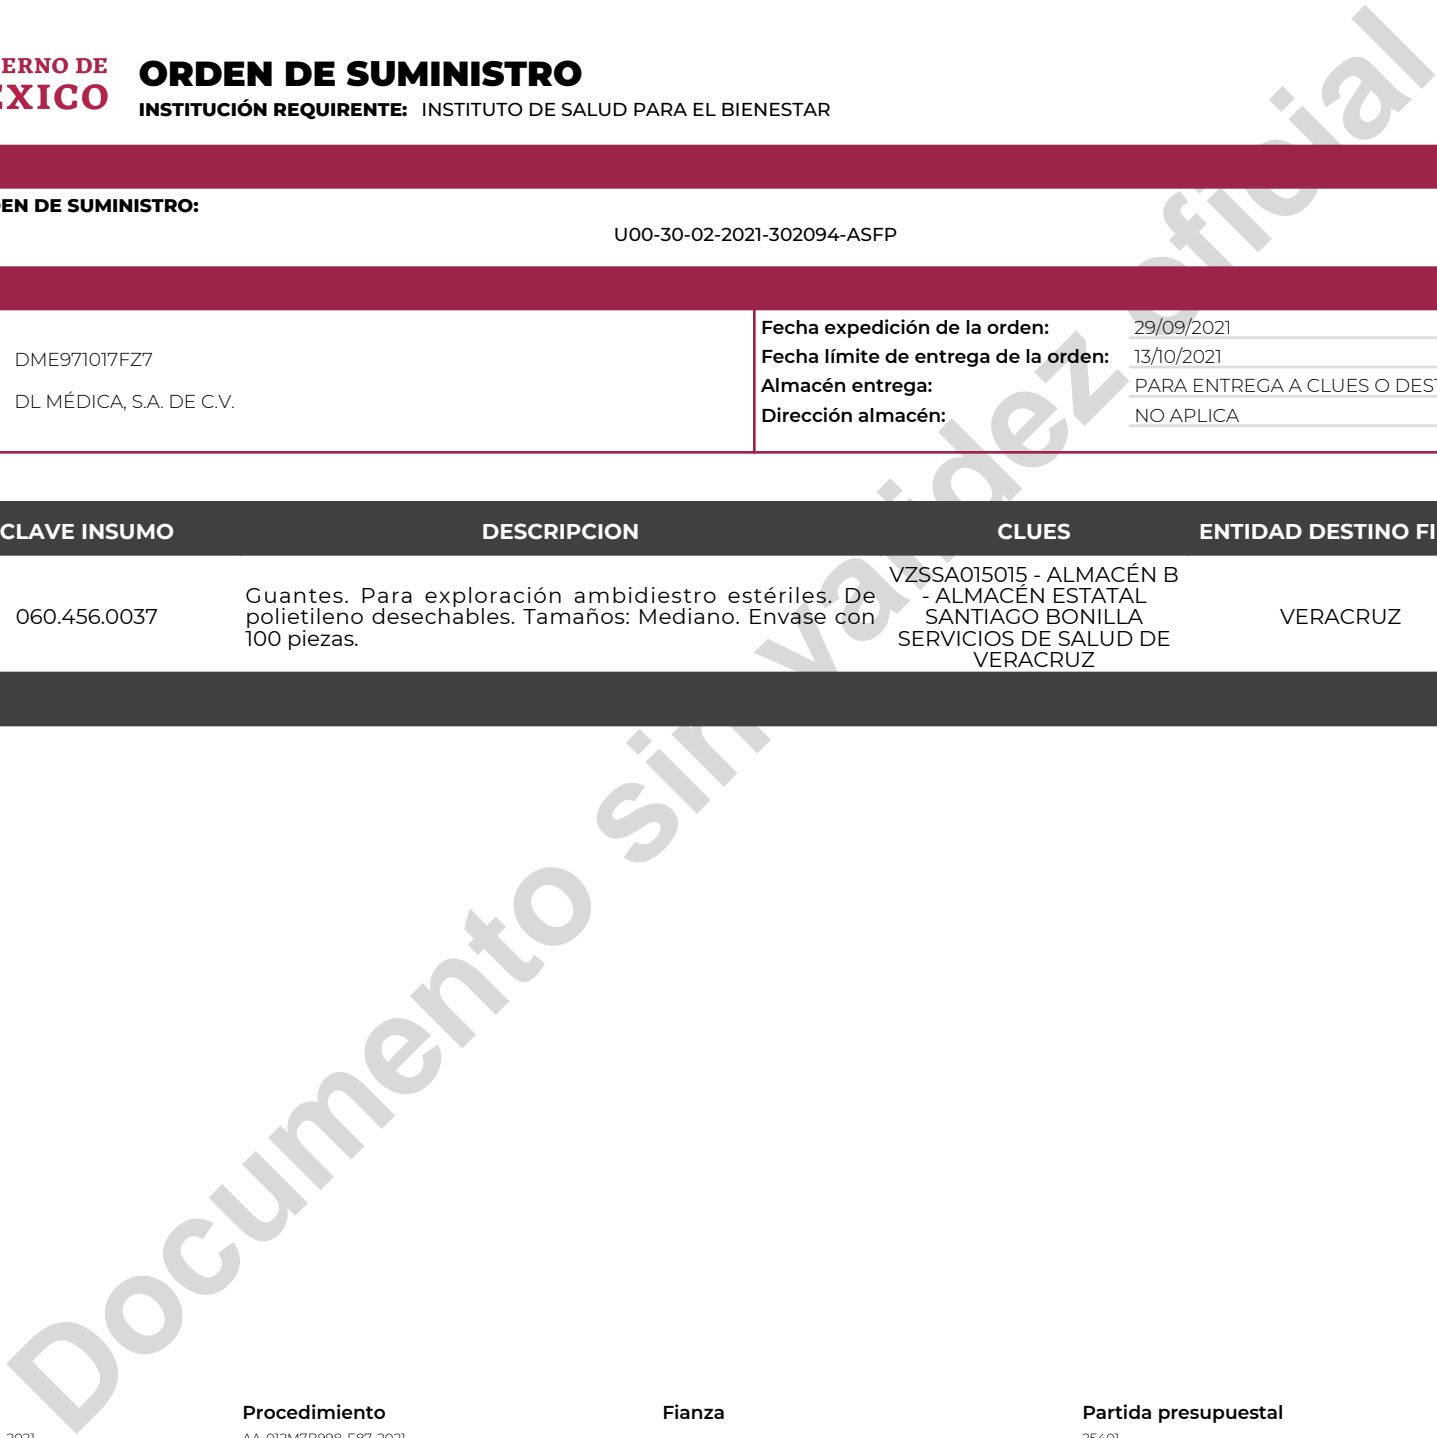 ERNO DE
EXICO
ORDEN DE SUMINISTRO
INSTITUCIÓN REQUIRENTE: INSTITUTO DE SALUD PARA EL BIENESTAR
EN DE SUMINISTRO:
U00-30-02-2021-302094-ASFP
DME971017FZ7
DL MÉDICA, S.A. DE C.V.
Fecha expedición de la orden: 29/09/2021
Fecha límite de entrega de la orden: 13/10/2021
Almacén entrega: PARA ENTREGA A CLUES O DEST
Dirección almacén: NO APLICA
CLAVE INSUMO DESCRIPCION CLUES ENTIDAD DESTINO FI
060.456.0037
Guantes. Para exploración ambidiestro estériles. De
polietileno desechables. Tamaños: Mediano. Envase con
100 piezas.
VZSSA015015 - ALMACÉN B
- ALMACÉN ESTATAL
SANTIAGO BONILLA
SERVICIOS DE SALUD DE
VERACRUZ
VERACRUZ
Documento sin validez oficial
Procedimiento Fianza Partida presupuestal